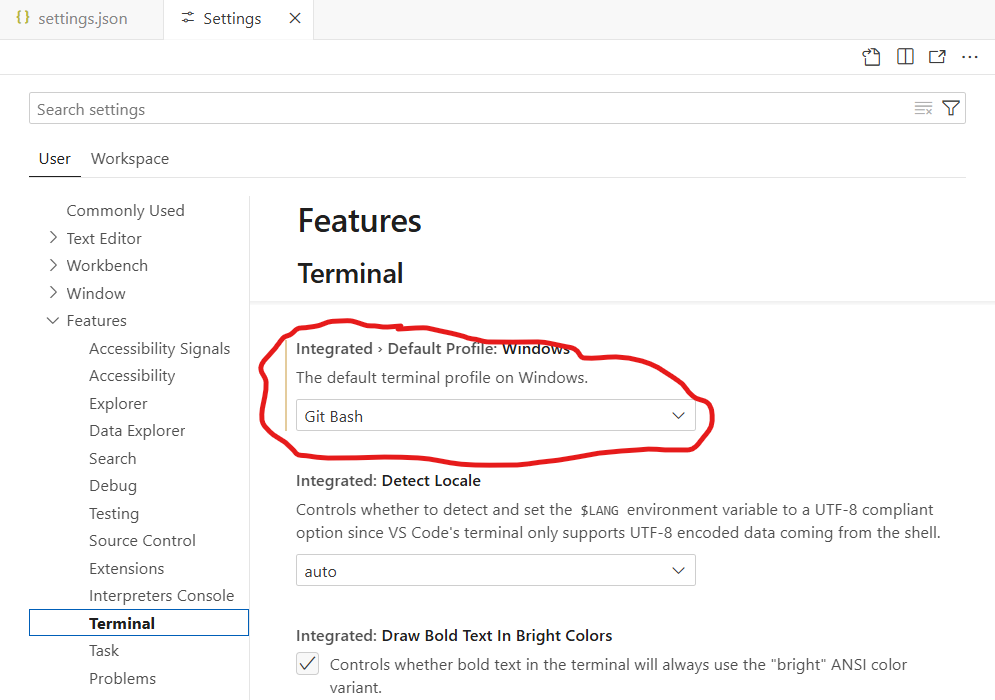 {} settings.json
Settings
Search settings
User Workspace
Commonly Used
Text Editor
Workbench
Window
Features
Accessibility Signals
Accessibility
Explorer
Data Explorer
Search
Debug
Testing
Source Control
Extensions
Interpreters Console
Terminal
Task
Problems
Features
Terminal
Integrated › Default Profile: Windows
The default terminal profile on Windows.
Git Bash
Integrated: Detect Locale
Controls whether to detect and set the $LANG environment variable to a UTF-8 compliant
option since VS Code's terminal only supports UTF-8 encoded data coming from the shell.
auto
Integrated: Draw Bold Text In Bright Colors
Controls whether bold text in the terminal will always use the "bright" ANSI color
variant.